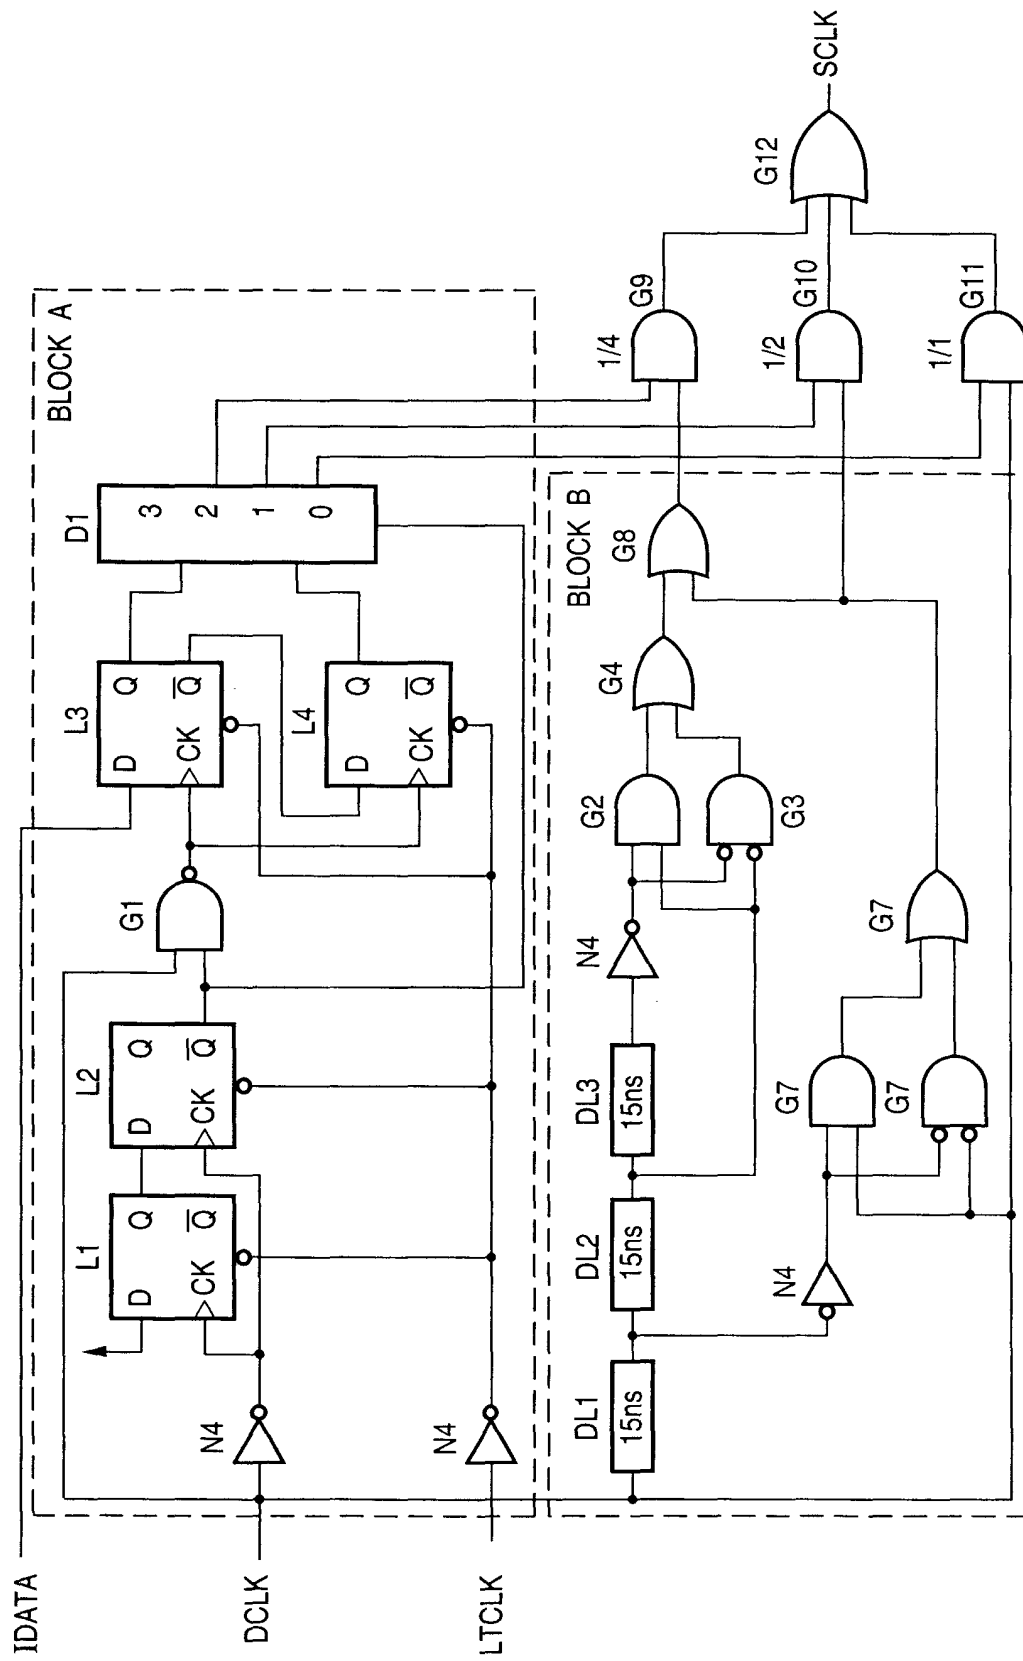 IDATA
DCLK
LTCLK
BLOCK A
N4
N4
L1
D
Q
CK
Q
L2
D
Q
CK
Q
G1
L3
D
Q
CK
Q
L4
D
Q
CK
Q
D1
3
2
1
0
BLOCK B
DL1
15ns
DL2
15ns
DL3
15ns
N4
N4
G2
G3
G4
G7
G7
G7
G8
1/4
G9
1/2
G10
1/1
G11
G12
SCLK